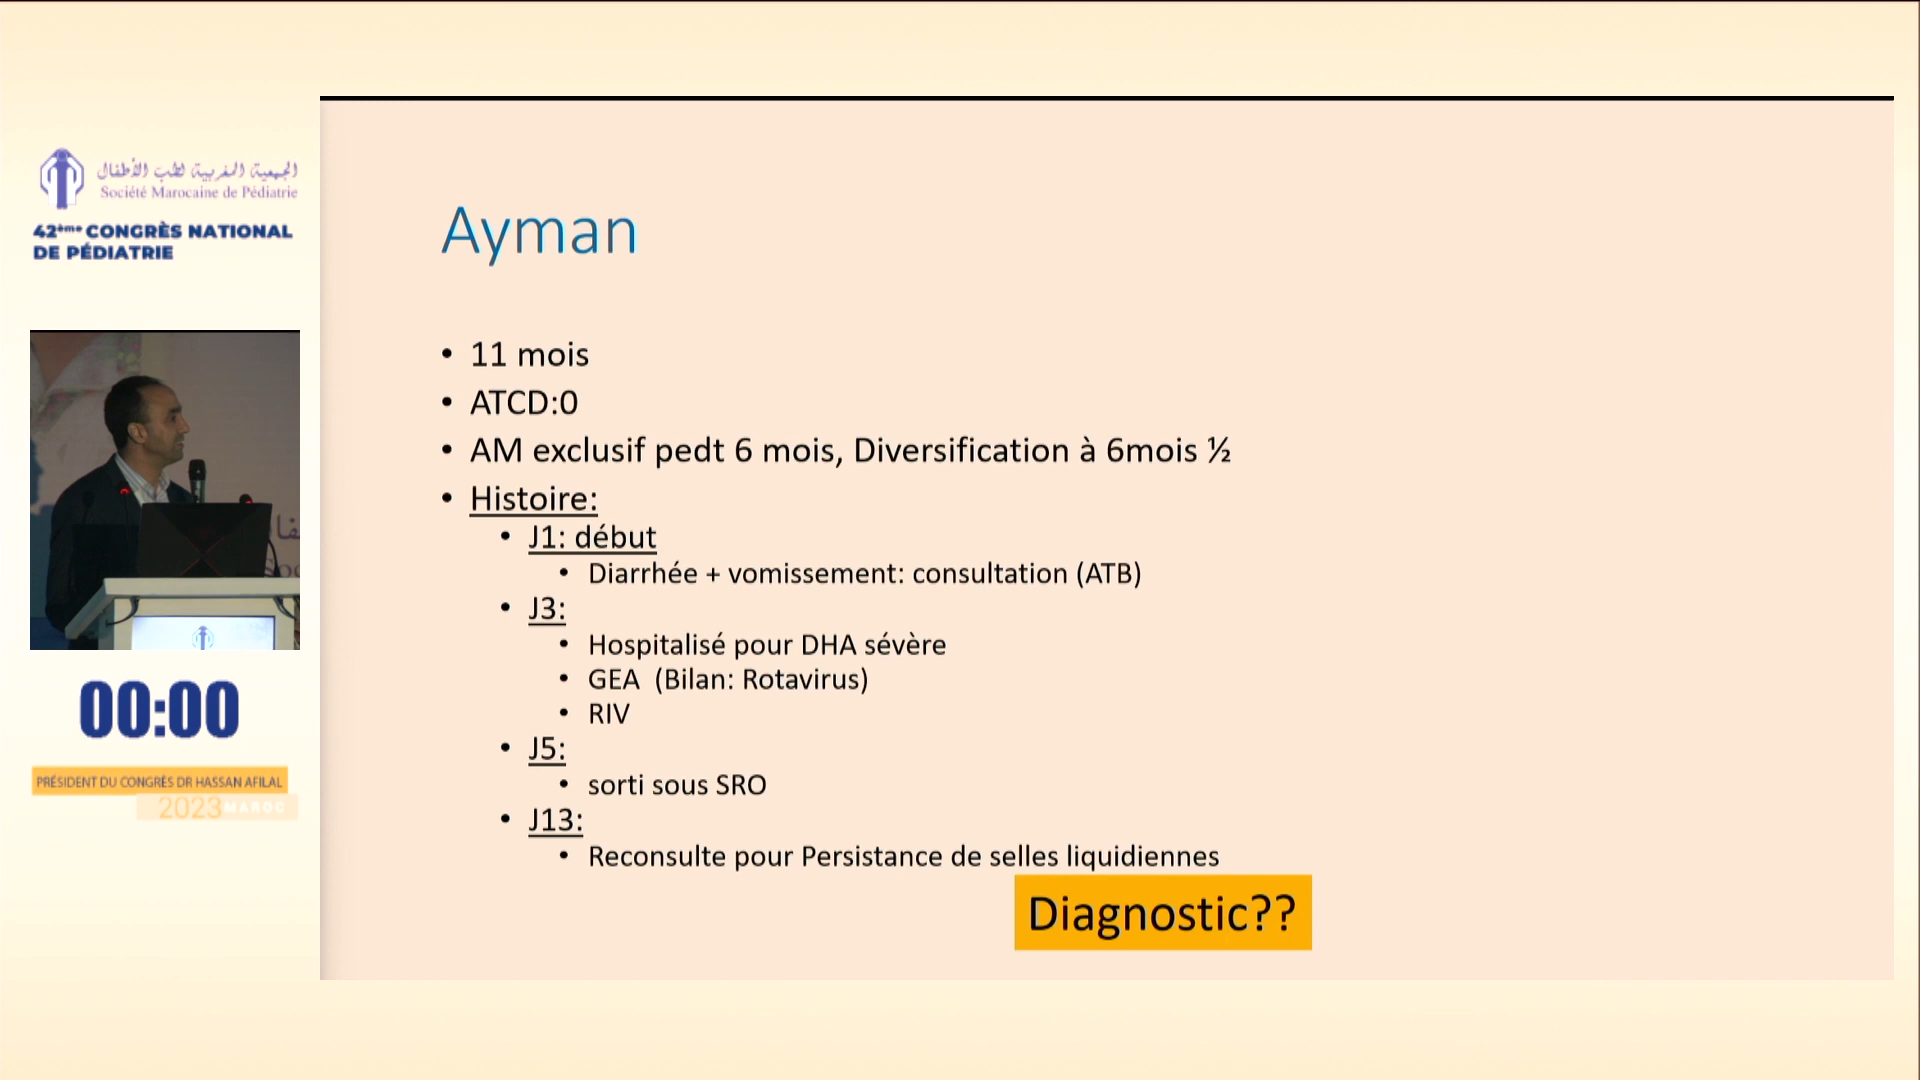 الجمعية المغربية لطب الأطفال
Société Marocaine de Pédiatrie
42ème CONGRÈS NATIONAL
DE PÉDIATRIE
00:00
PRÉSIDENT DU CONGRÈS DR HASSAN AFILAL
2023 MAROC
Ayman
• 11 mois
• ATCD:0
• AM exclusif pedt 6 mois, Diversification à 6mois ½
• Histoire:
• J1: début
• Diarrhée + vomissement: consultation (ATB)
• J3:
• Hospitalisé pour DHA sévère
• GEA (Bilan: Rotavirus)
• RIV
• J5:
• sorti sous SRO
• J13:
• Reconsulte pour Persistance de selles liquidiennes
Diagnostic??